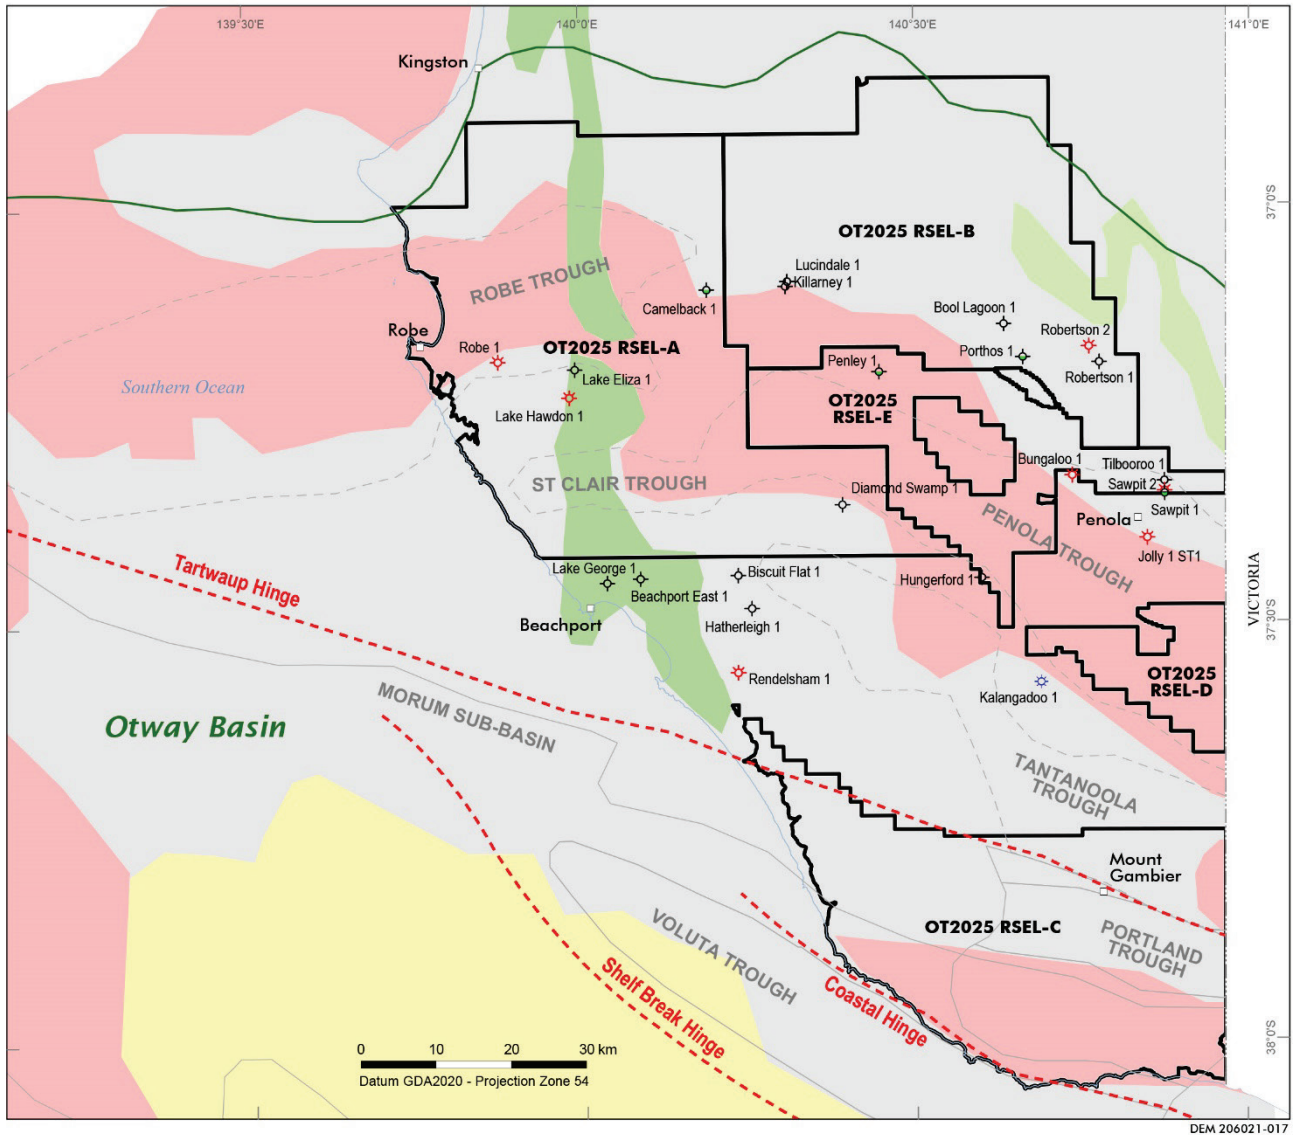 139°30'E
140°0'E
140°30'E
141°0'E
Kingston
37°0'S
OT2025 RSEL-B
Lucindale 1
Killarney 1
ROBE TROUGH
Camelback 1
Bool Lagoon 1
Robertson 2
Robe
Robe 1
OT2025 RSEL-A
Porthos 1
Penley 1
Robertson 1
Lake Eliza 1
Southern Ocean
OT2025
RSEL-E
Lake Hawdon 1
Bungaloo 1
Tilbooroo 1
ST CLAIR TROUGH
Diamond Swamp 1
Sawpit 2
Sawpit 1
PENOLA TROUGH
Penola
Jolly 1 ST1
Tartwaup Hinge
Lake George 1
Biscuit Flat 1
Hungerford 1
Beachport East 1
VICTORIA
Beachport
Hatherleigh 1
37°30'S
Rendelsham 1
OT2025
RSEL-D
Kalangadoo 1
MORUM SUB-BASIN
Otway Basin
TANTANOOLA
TROUGH
Mount
Gambier
VOLUTA TROUGH
OT2025 RSEL-C
PORTLAND
TROUGH
Shelf Break Hinge
Coastal Hinge
38°0'S
0 10 20 30 km
Datum GDA2020 - Projection Zone 54
DEM 206021-017